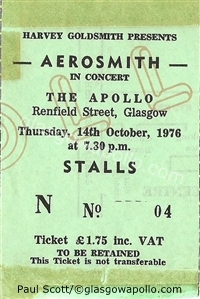 HARVEY GOLDSMITH PRESENTS
AEROSMITH
IN CONCERT
THE APOLLO
Renfield Street, Glasgow
Thursday, 14th October, 1976
at 7.30 p.m.
STALLS
N No 04
Ticket £1.75 inc. VAT
TO BE RETAINED
This Ticket is not transferable
Paul Scott/©glasgowapollo.com